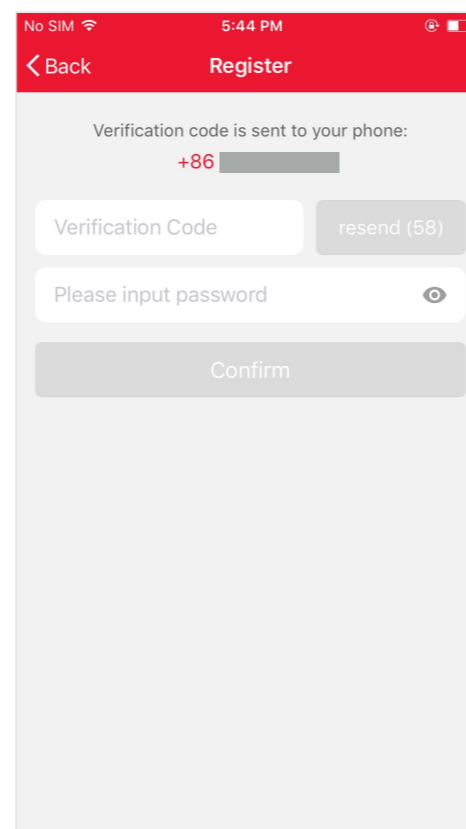 No SIM 5:44 PM
Back Register
Verification code is sent to your phone:
+86
Verification Code resend (58)
Please input password
Confirm